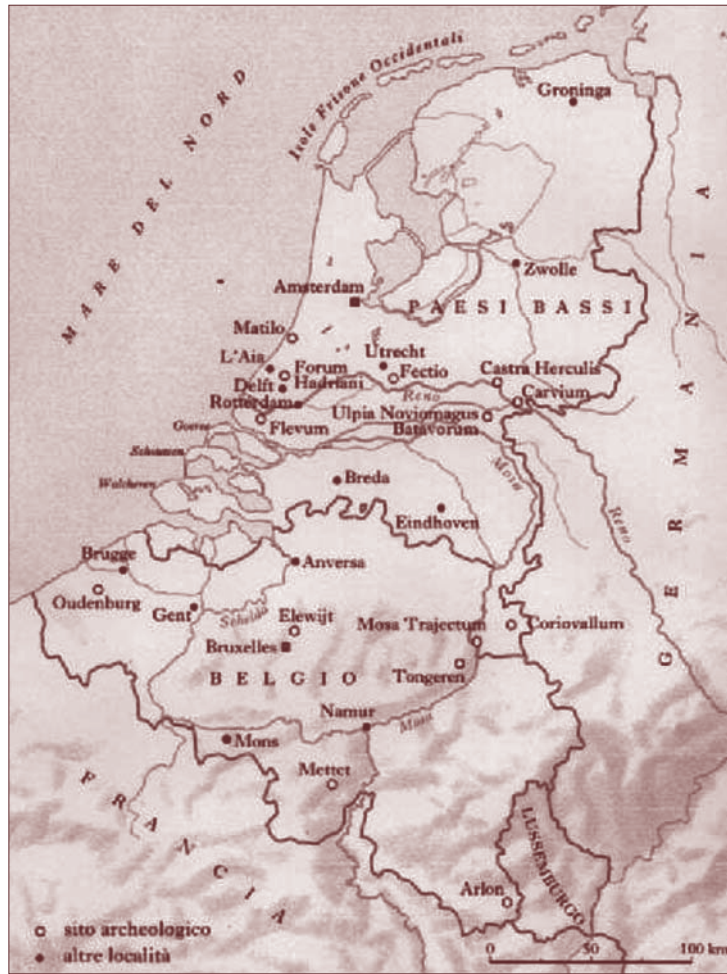 Isole Frisone Occidentali
MARE DEL NORD
Groninga
Zwolle
Amsterdam
PAESI BASSI
GERMANIA
Matilo
L'Aia
Utrecht
Forum
Hadriani
Fectio
Castra Herculis
Delft
Carvium
Rotterdam
Reno
Ulpia Noviomagus
Batavorum
Flevum
Goeree
Schouwen
Walcheren
Mosa
Breda
Eindhoven
Reno
Brugge
Anversa
Oudenburg
Gent
Schelda
Elewijt
Mosa Trajectum
Coriovallum
Bruxelles
Tongeren
BELGIO
Namur
Mosa
Mons
Mettet
FRANCIA
LUSSEMBURGO
Arlon
sito archeologico
altre località
0 50 100 km